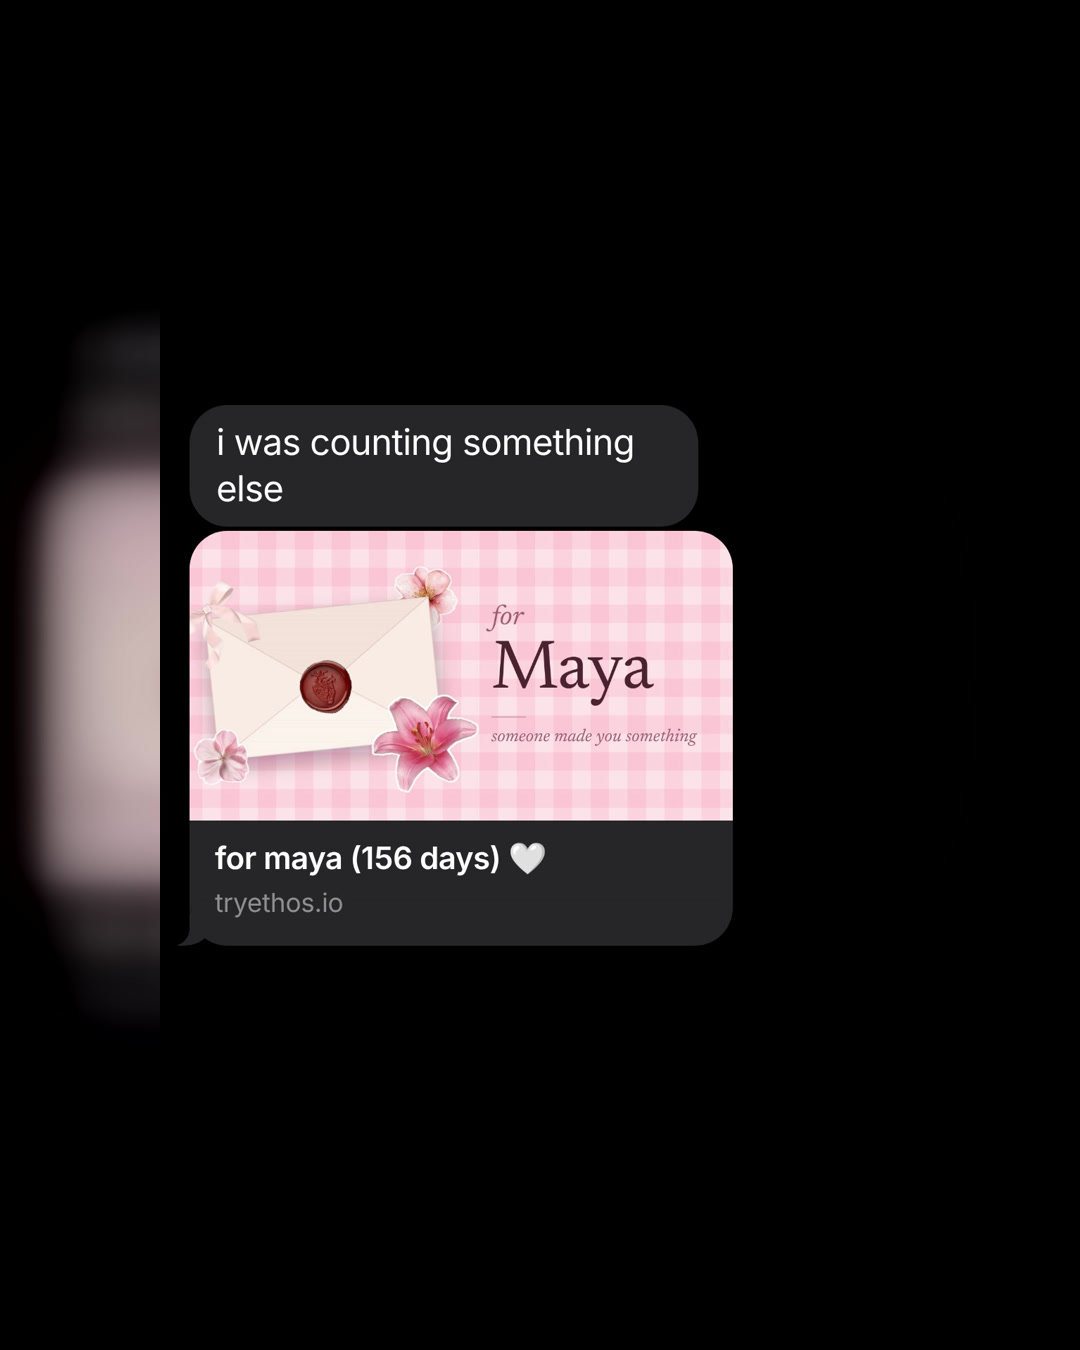 i was counting something
else
for
Maya
someone made you something
for maya (156 days) 🤍
tryethos.io